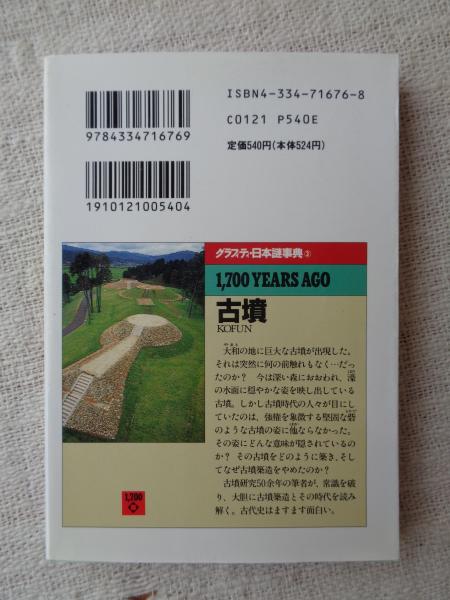 ISBN4-334-71676-8
C0121 P540E
定価540円(本体524円)
9784334716769
1910121005404
グラフティ・日本謎事典③
1,700 YEARS AGO
古墳
KOFUN
大和の地に巨大な古墳が出現した。
それは突然に何の前触れもなく…だっ
たのか? 今は深い森におおわれ、濠
の水面に穏やかな姿を映し出している
古墳。しかし古墳時代の人々が目にし
ていたのは、強権を象徴する堅固な砦
のような古墳の姿に他ならなかった。
その姿にどんな意味が隠されているの
か? その古墳をどのように築き、そし
てなぜ古墳築造をやめたのか?
古墳研究50余年の筆者が、常識を破
り、大胆に古墳築造とその時代を読み
解く。古代史はますます面白い。
1,700